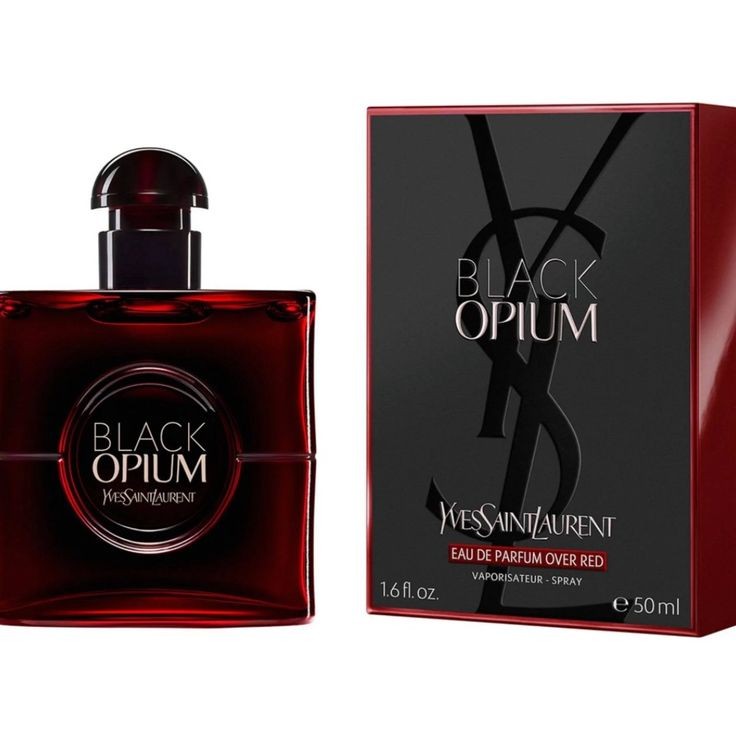 BLACK
OPIUM
YVESSAINTLAURENT
YSL
BLACK
OPIUM
YVESSAINTLAURENT
EAU DE PARFUM OVER RED
VAPORISATEUR - SPRAY
1.6 fl. oz.
e 50 ml